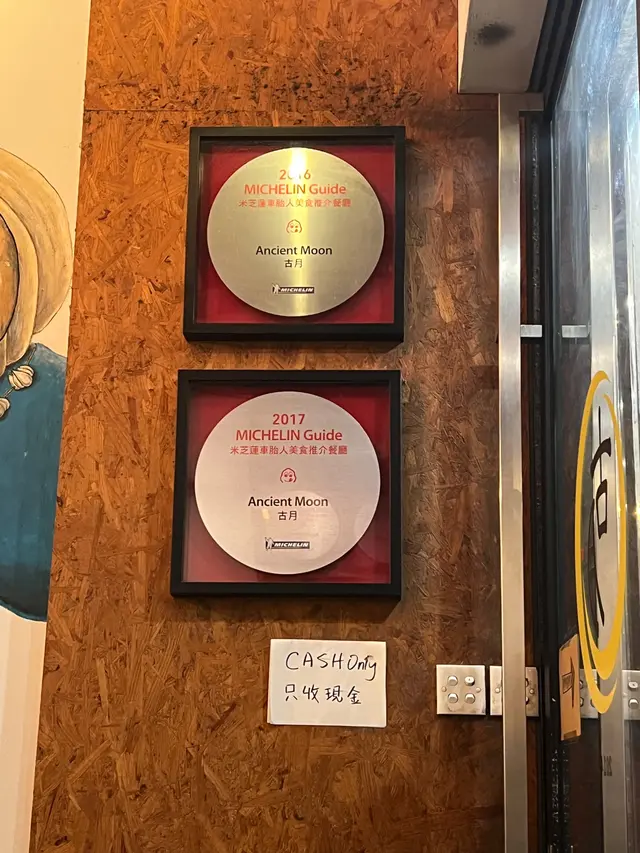 2016
MICHELIN Guide
米芝蓮車胎人美食推介餐廳
Ancient Moon
古月
MICHELIN
2017
MICHELIN Guide
米芝蓮車胎人美食推介餐廳
Ancient Moon
古月
MICHELIN
CASH Only
只收現金